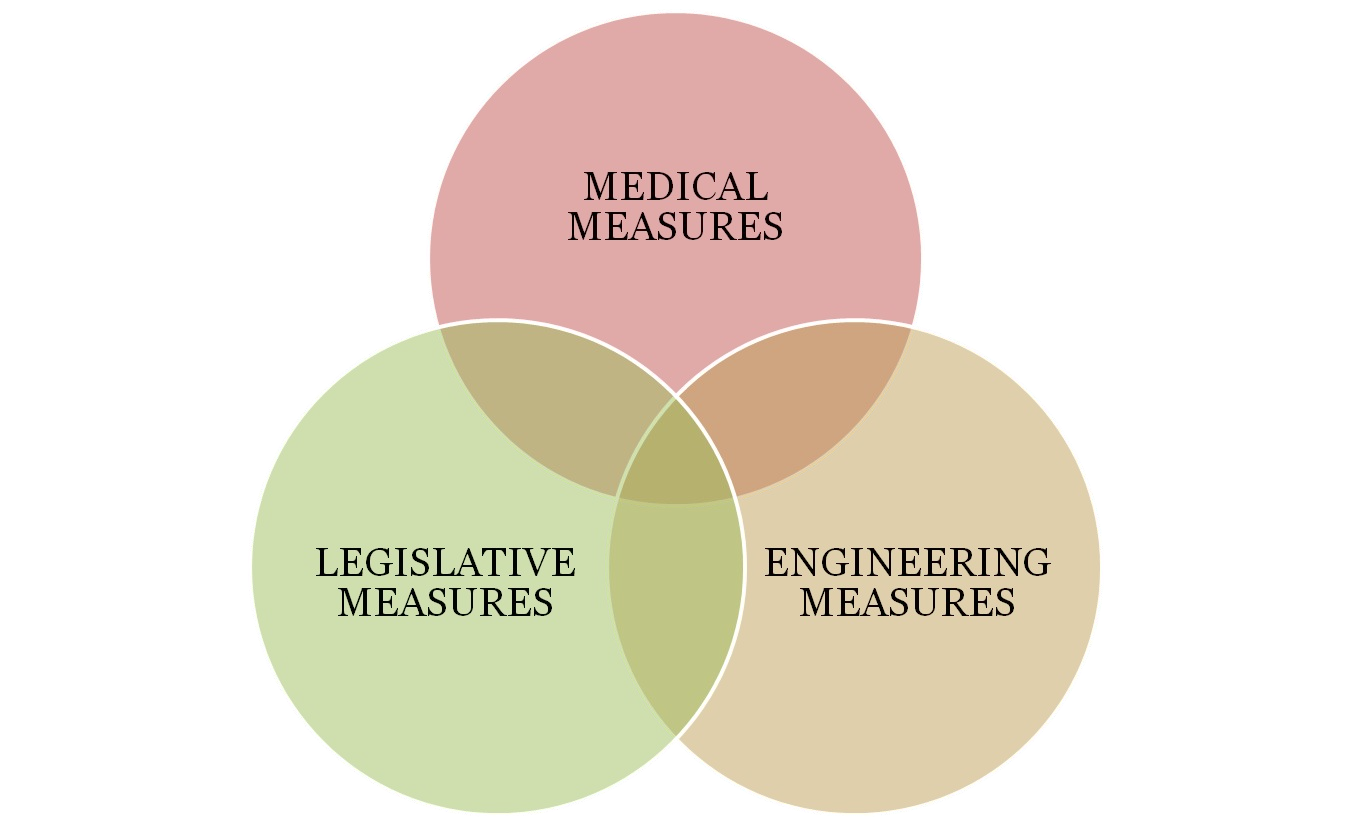 MEDICAL
MEASURES
LEGISLATIVE
MEASURES
ENGINEERING
MEASURES